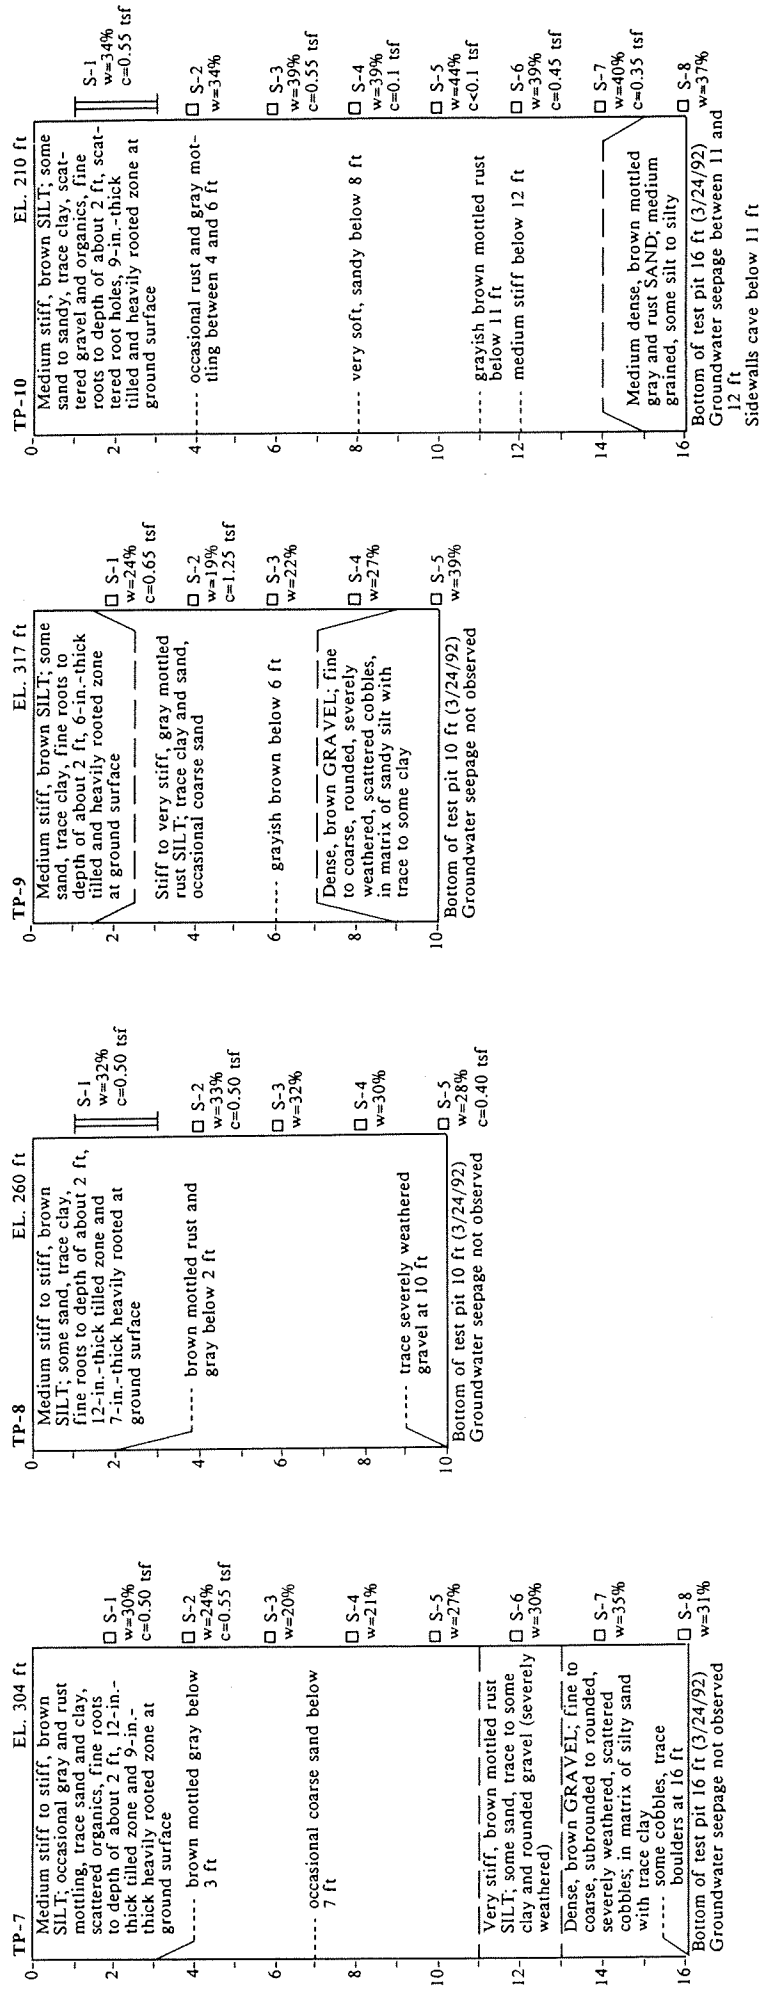 TP-7 EL. 304 ft
0
2
4
6
8
10
12
14
16
Medium stiff to stiff, brown
SILT; occasional gray and rust
mottling, trace sand and clay,
scattered organics, fine roots
to depth of about 2 ft, 12-in.-
thick tilled zone and 9-in.-
thick heavily rooted zone at
ground surface
brown mottled gray below
3 ft
occasional coarse sand below
7 ft
Very stiff, brown mottled rust
SILT; some sand, trace to some
clay and rounded gravel (severely
weathered)
Dense, brown GRAVEL; fine to
coarse, subrounded to rounded,
severely weathered, scattered
cobbles; in matrix of silty sand
with trace clay
some cobbles, trace
boulders at 16 ft
Bottom of test pit 16 ft (3/24/92)
Groundwater seepage not observed
S-1
w=30%
c=0.50 tsf
S-2
w=24%
c=0.55 tsf
S-3
w=20%
S-4
w=21%
S-5
w=27%
S-6
w=30%
S-7
w=35%
S-8
w=31%
TP-8 EL. 260 ft
0
2
4
6
8
10
Medium stiff to stiff, brown
SILT; some sand, trace clay,
fine roots to depth of about 2 ft,
12-in.-thick tilled zone and
7-in.-thick heavily rooted at
ground surface
brown mottled rust and
gray below 2 ft
trace severely weathered
gravel at 10 ft
Bottom of test pit 10 ft (3/24/92)
Groundwater seepage not observed
S-1
w=32%
c=0.50 tsf
S-2
w=33%
c=0.50 tsf
S-3
w=32%
S-4
w=30%
S-5
w=28%
c=0.40 tsf
TP-9 EL. 317 ft
0
2
4
6
8
10
Medium stiff, brown SILT; some
sand, trace clay, fine roots to
depth of about 2 ft, 6-in.-thick
tilled and heavily rooted zone
at ground surface
Stiff to very stiff, gray mottled
rust SILT; trace clay and sand,
occasional coarse sand
grayish brown below 6 ft
Dense, brown GRAVEL; fine
to coarse, rounded, severely
weathered, scattered cobbles,
in matrix of sandy silt with
trace to some clay
Bottom of test pit 10 ft (3/24/92)
Groundwater seepage not observed
S-1
w=24%
c=0.65 tsf
S-2
w=19%
c=1.25 tsf
S-3
w=22%
S-4
w=27%
S-5
w=39%
TP-10 EL. 210 ft
0
2
4
6
8
10
12
14
16
Medium stiff, brown SILT; some
sand to sandy, trace clay, scat-
tered gravel and organics, fine
roots to depth of about 2 ft, scat-
tered root holes, 9-in.-thick
tilled and heavily rooted zone at
ground surface
occasional rust and gray mot-
tling between 4 and 6 ft
very soft, sandy below 8 ft
grayish brown mottled rust
below 11 ft
medium stiff below 12 ft
Medium dense, brown mottled
gray and rust SAND; medium
grained, some silt to silty
Bottom of test pit 16 ft (3/24/92)
Groundwater seepage between 11 and
12 ft
Sidewalls cave below 11 ft
S-1
w=34%
c=0.55 tsf
S-2
w=34%
S-3
w=39%
c=0.55 tsf
S-4
w=39%
c=0.1 tsf
S-5
w=44%
c<0.1 tsf
S-6
w=39%
c=0.45 tsf
S-7
w=40%
c=0.35 tsf
S-8
w=37%